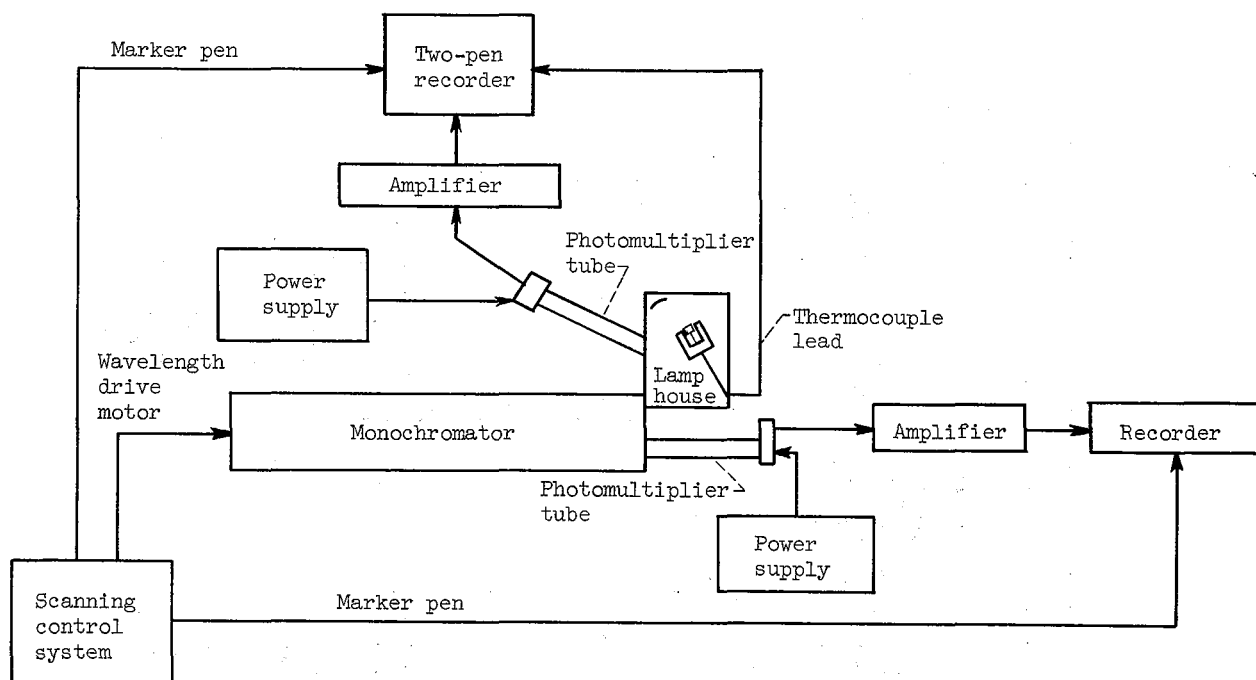 Marker pen
Two-pen
recorder
Amplifier
Photomultiplier
tube
Power
supply
Thermocouple
lead
Wavelength
drive
motor
Lamp
house
Monochromator
Amplifier
Recorder
Photomultiplier
tube
Power
supply
Scanning
control
system
Marker pen